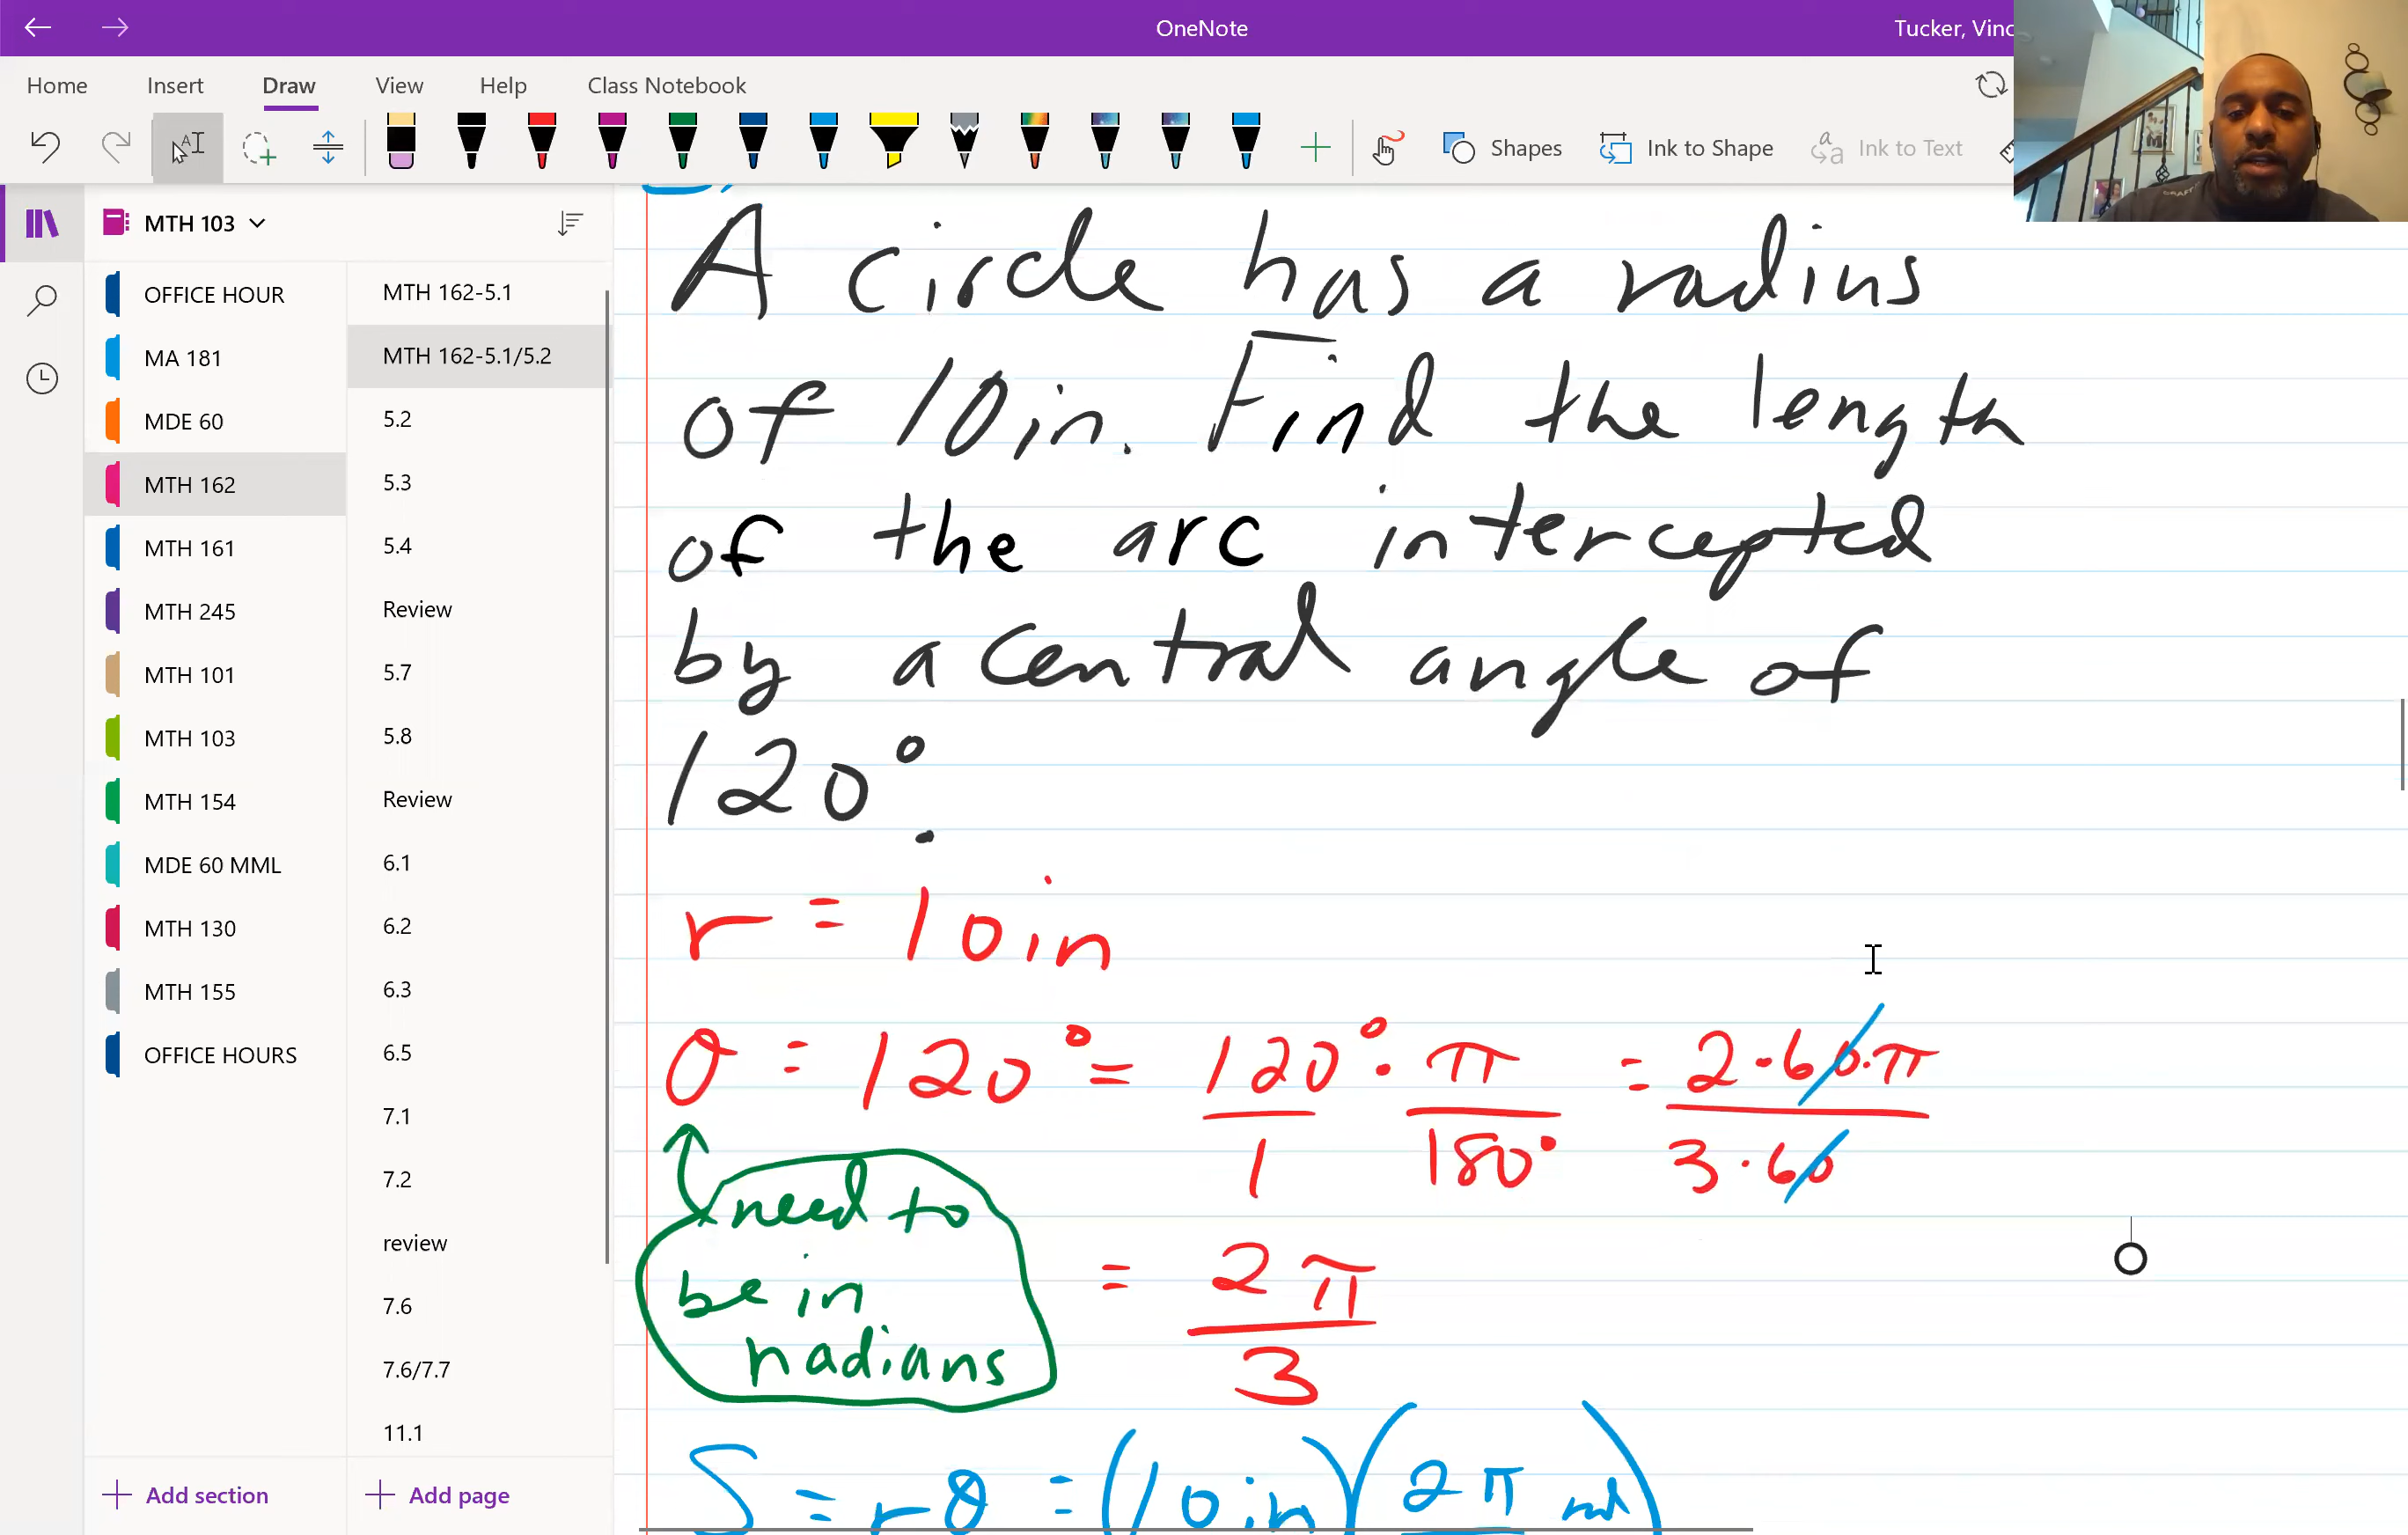 OneNote
Tucker, Vinc
Home Insert Draw View Help Class Notebook
Shapes Ink to Shape Ink to Text
MTH 103
OFFICE HOUR
MA 181
MDE 60
MTH 162
MTH 161
MTH 245
MTH 101
MTH 103
MTH 154
MDE 60 MML
MTH 130
MTH 155
OFFICE HOURS
Add section
MTH 162-5.1
MTH 162-5.1/5.2
5.2
5.3
5.4
Review
5.7
5.8
Review
6.1
6.2
6.3
6.5
7.1
7.2
review
7.6
7.6/7.7
11.1
Add page
A circle has a radius
of 10in. Find the length
of the arc intercepted
by a central angle of
120°.
r = 10in
θ = 120° = 120°/1 · π/180° = 2·60·π/3·60
need to
be in
radians
= 2π/3
S = rθ = (10in)(2π rad)